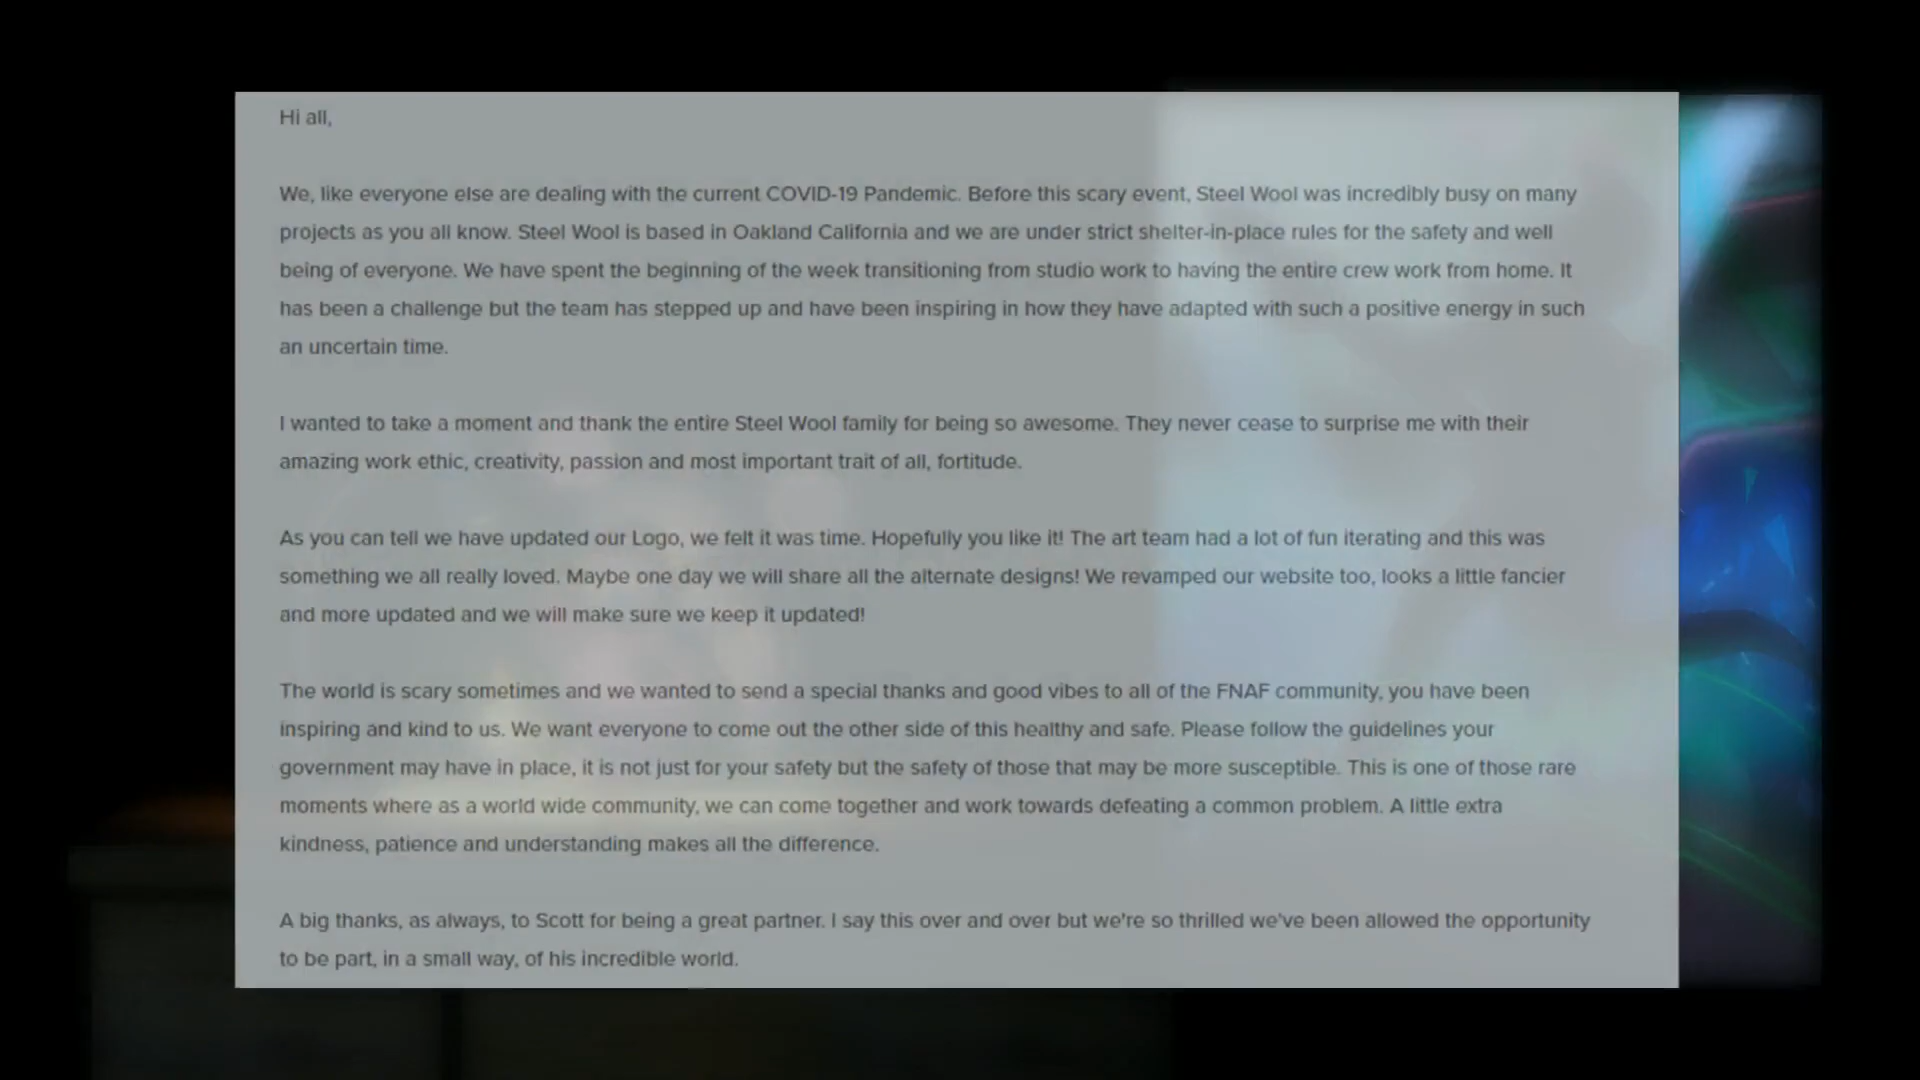 Hi all,
We, like everyone else are dealing with the current COVID-19 Pandemic. Before this scary event, Steel Wool was incredibly busy on many
projects as you all know. Steel Wool is based in Oakland California and we are under strict shelter-in-place rules for the safety and well
being of everyone. We have spent the beginning of the week transitioning from studio work to having the entire crew work from home. It
has been a challenge but the team has stepped up and have been inspiring in how they have adapted with such a positive energy in such
an uncertain time.
I wanted to take a moment and thank the entire Steel Wool family for being so awesome. They never cease to surprise me with their
amazing work ethic, creativity, passion and most important trait of all, fortitude.
As you can tell we have updated our Logo, we felt it was time. Hopefully you like it! The art team had a lot of fun iterating and this was
something we all really loved. Maybe one day we will share all the alternate designs! We revamped our website too, looks a little fancier
and more updated and we will make sure we keep it updated!
The world is scary sometimes and we wanted to send a special thanks and good vibes to all of the FNAF community, you have been
inspiring and kind to us. We want everyone to come out the other side of this healthy and safe. Please follow the guidelines your
government may have in place, it is not just for your safety but the safety of those that may be more susceptible. This is one of those rare
moments where as a world wide community, we can come together and work towards defeating a common problem. A little extra
kindness, patience and understanding makes all the difference.
A big thanks, as always, to Scott for being a great partner. I say this over and over but we're so thrilled we've been allowed the opportunity
to be part, in a small way, of his incredible world.